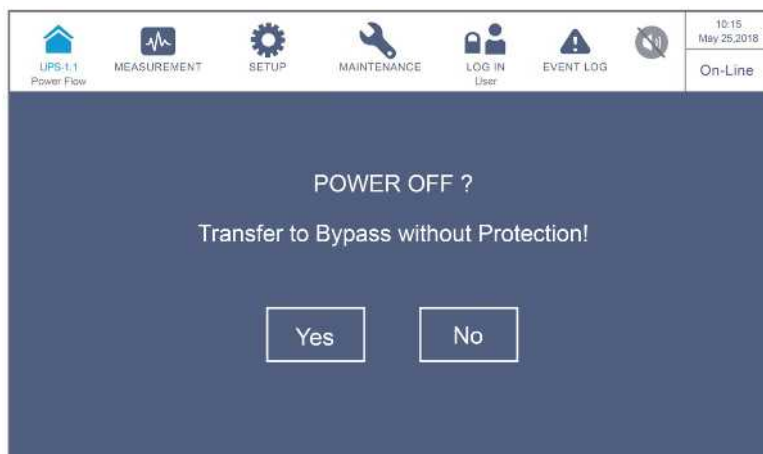 UPS-1.1
Power Flow
MEASUREMENT
SETUP
MAINTENANCE
LOG IN
User
EVENT LOG
10:15
May 25,2018
On-Line
POWER OFF ?
Transfer to Bypass without Protection!
Yes
No